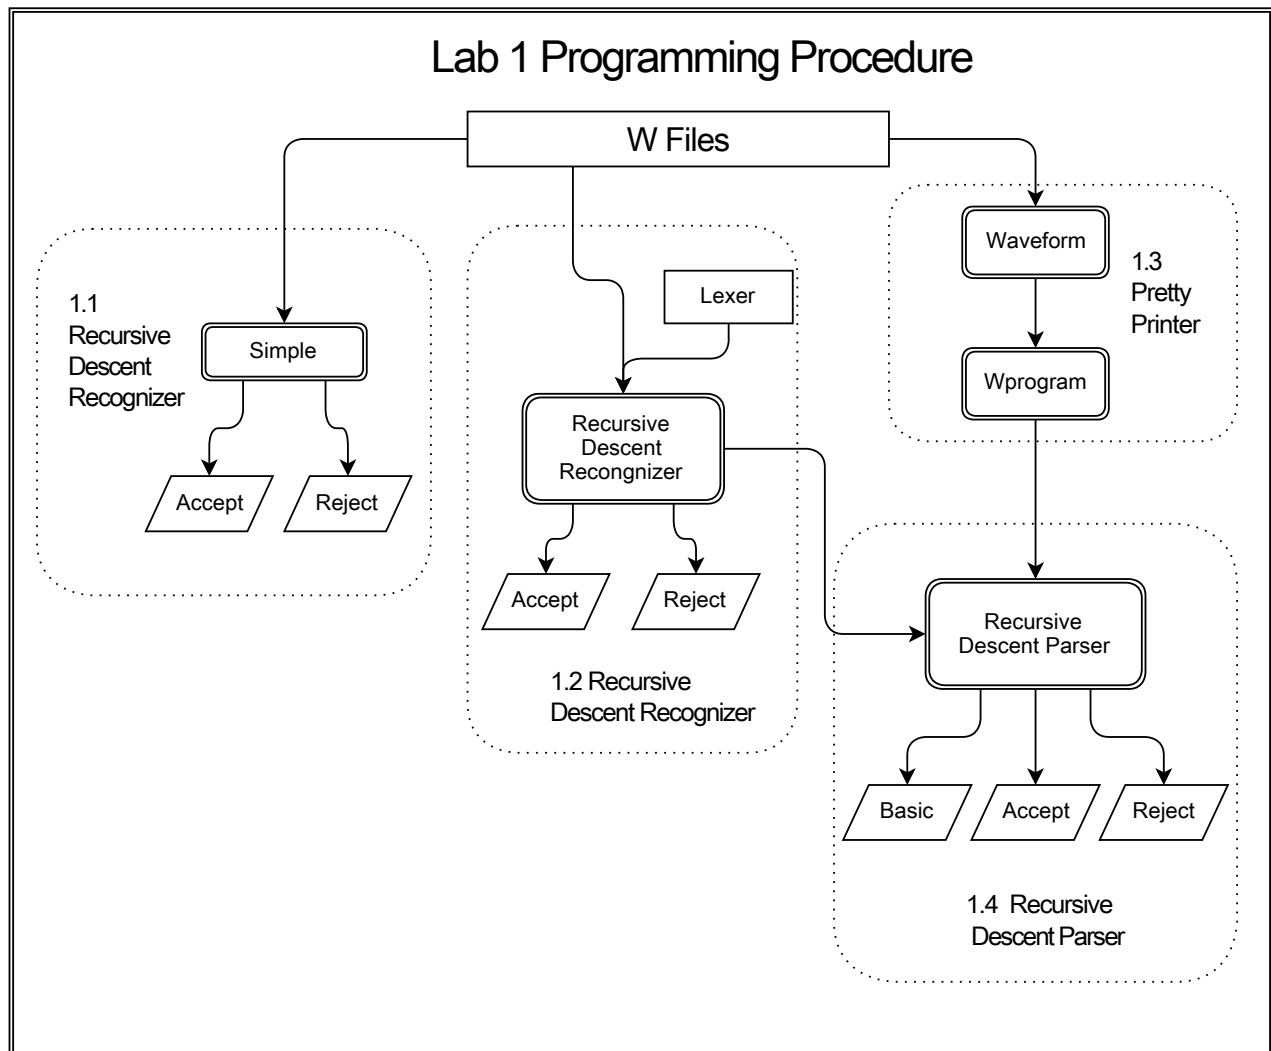 Lab 1 Programming Procedure
W Files
1.1
Recursive
Descent
Recognizer
Simple
Accept
Reject
Lexer
Recursive
Descent
Recongnizer
Accept
Reject
1.2 Recursive
Descent Recognizer
Waveform
1.3
Pretty
Printer
Wprogram
Recursive
Descent Parser
Basic
Accept
Reject
1.4 Recursive
Descent Parser